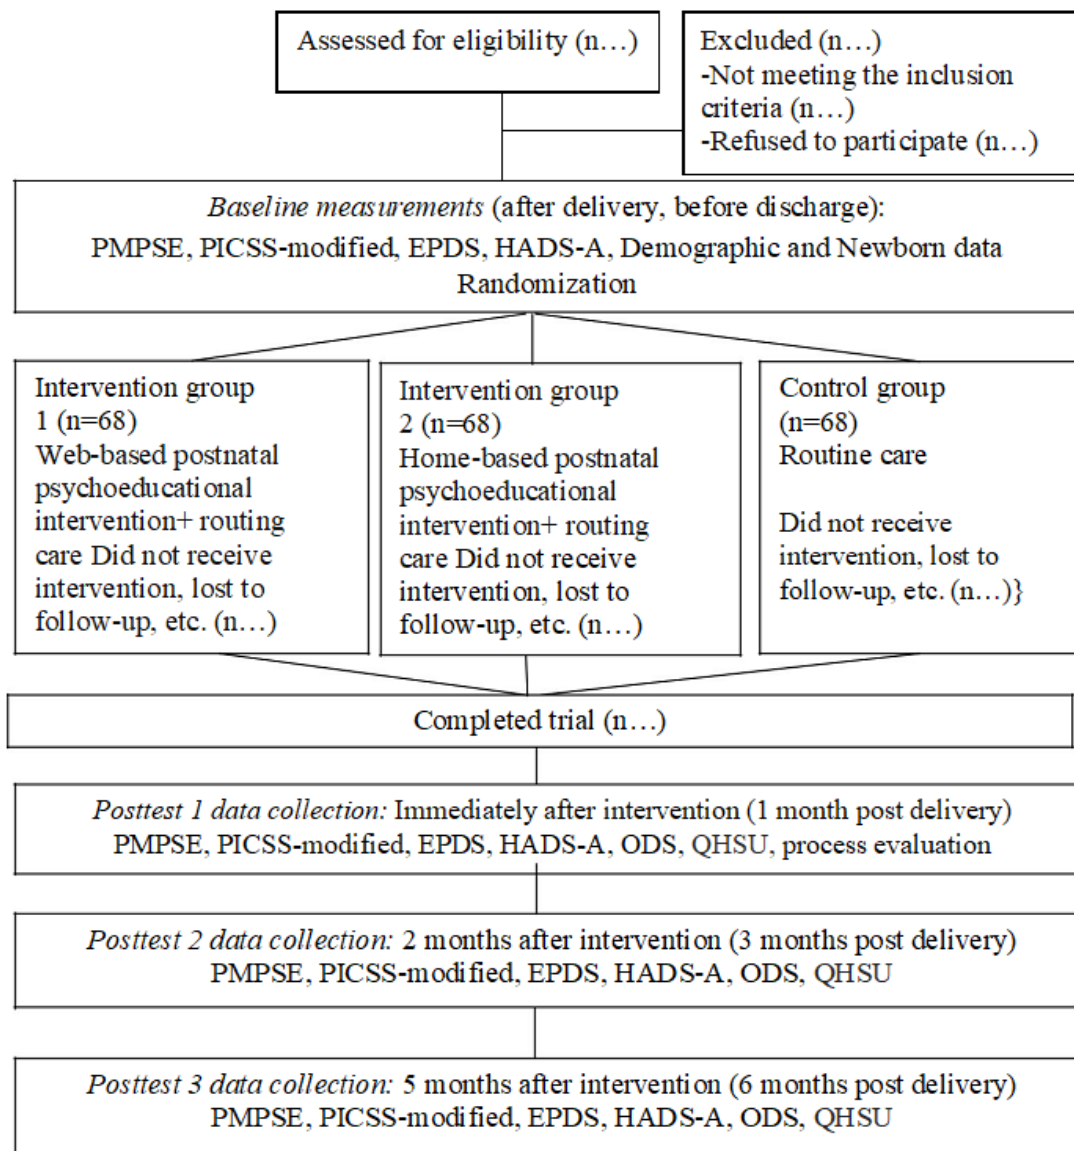 Assessed for eligibility (n…)
Excluded (n…)
-Not meeting the inclusion
criteria (n…)
-Refused to participate (n…)
Baseline measurements (after delivery, before discharge):
PMPSE, PICSS-modified, EPDS, HADS-A, Demographic and Newborn data
Randomization
Intervention group
1 (n=68)
Web-based postnatal
psychoeducational
intervention+ routing
care Did not receive
intervention, lost to
follow-up, etc. (n…)
Intervention group
2 (n=68)
Home-based postnatal
psychoeducational
intervention+ routing
care Did not receive
intervention, lost to
follow-up, etc. (n…)
Control group
(n=68)
Routine care
Did not receive
intervention, lost to
follow-up, etc. (n…)}
Completed trial (n…)
Posttest 1 data collection: Immediately after intervention (1 month post delivery)
PMPSE, PICSS-modified, EPDS, HADS-A, ODS, QHSU, process evaluation
Posttest 2 data collection: 2 months after intervention (3 months post delivery)
PMPSE, PICSS-modified, EPDS, HADS-A, ODS, QHSU
Posttest 3 data collection: 5 months after intervention (6 months post delivery)
PMPSE, PICSS-modified, EPDS, HADS-A, ODS, QHSU